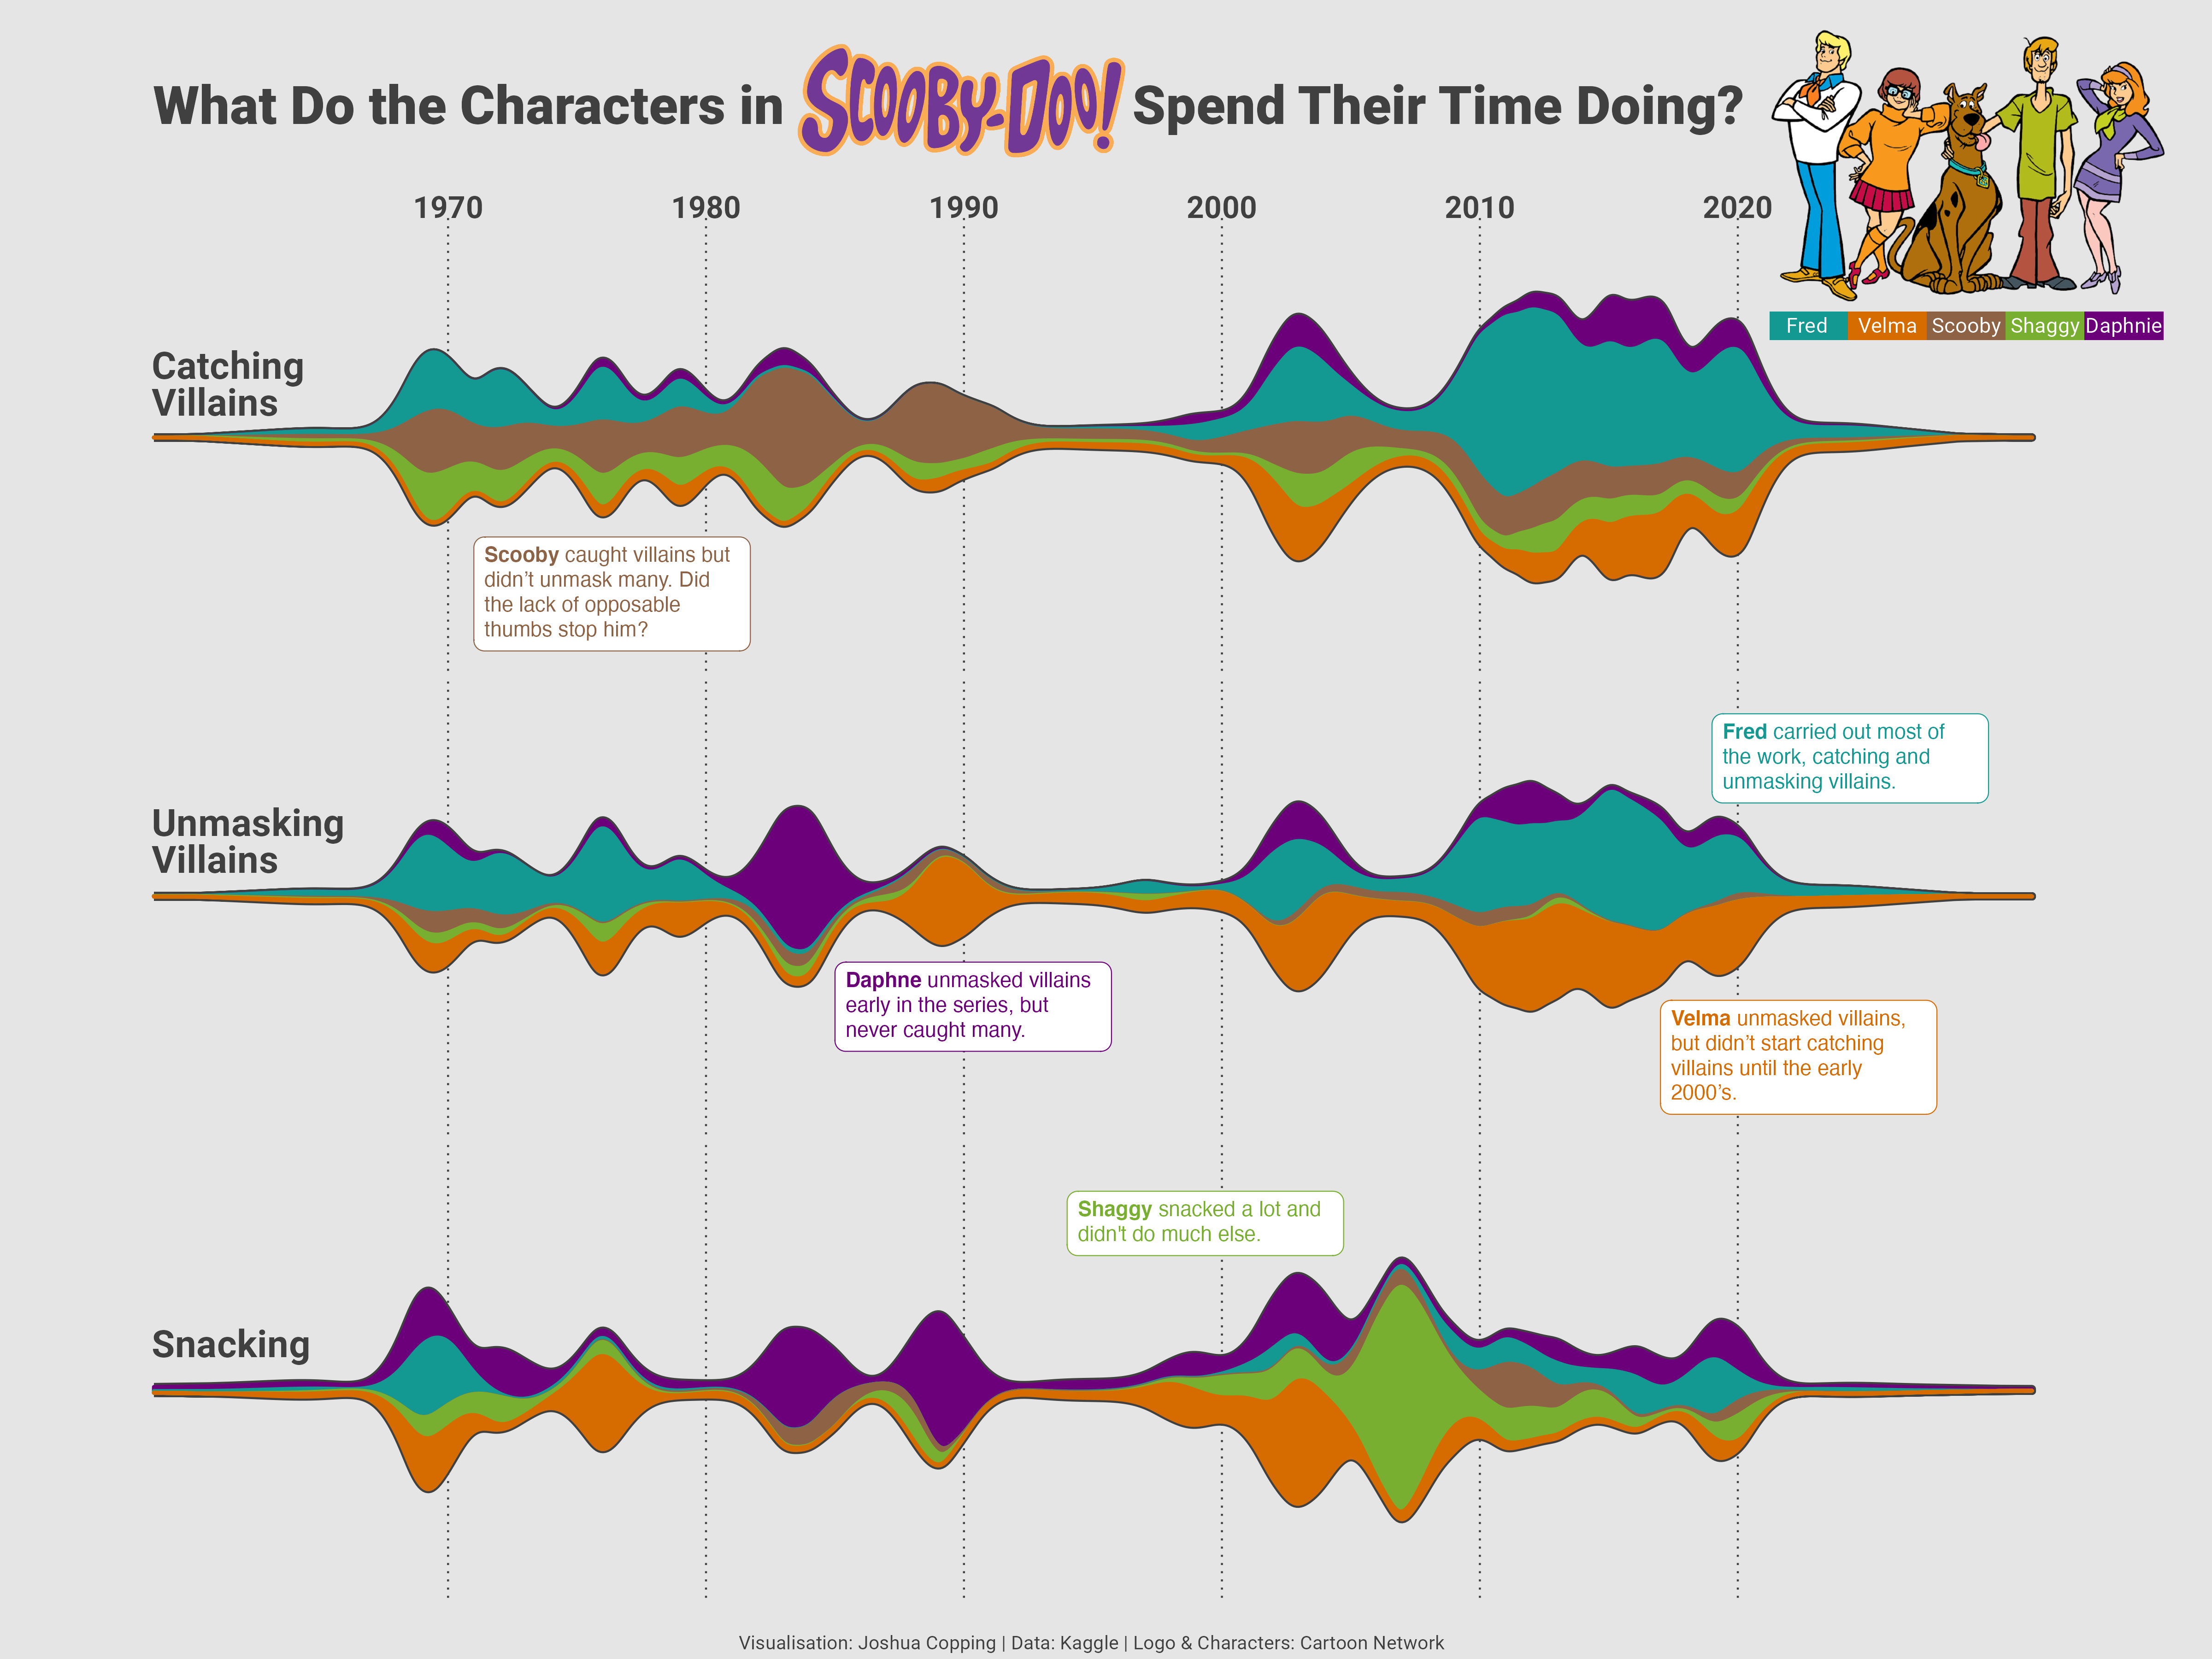 What Do the Characters in SCOOBY-DOO! Spend Their Time Doing?
1970 1980 1990 2000 2010 2020
Fred Velma Scooby Shaggy Daphnie
Catching
Villains
Scooby caught villains but
didn’t unmask many. Did
the lack of opposable
thumbs stop him?
Fred carried out most of
the work, catching and
unmasking villains.
Unmasking
Villains
Daphne unmasked villains
early in the series, but
never caught many.
Velma unmasked villains,
but didn’t start catching
villains until the early
2000’s.
Shaggy snacked a lot and
didn't do much else.
Snacking
Visualisation: Joshua Copping | Data: Kaggle | Logo & Characters: Cartoon Network